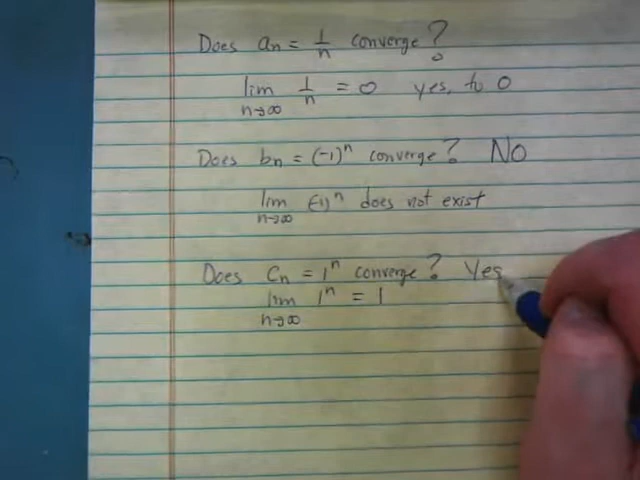 Does aₙ = 1/n converge?
lim n→∞ 1/n = 0 yes, to 0
Does bₙ = (-1)ⁿ converge? No
lim n→∞ (-1)ⁿ does not exist
Does Cₙ = 1ⁿ converge? Yes
lim n→∞ 1ⁿ = 1